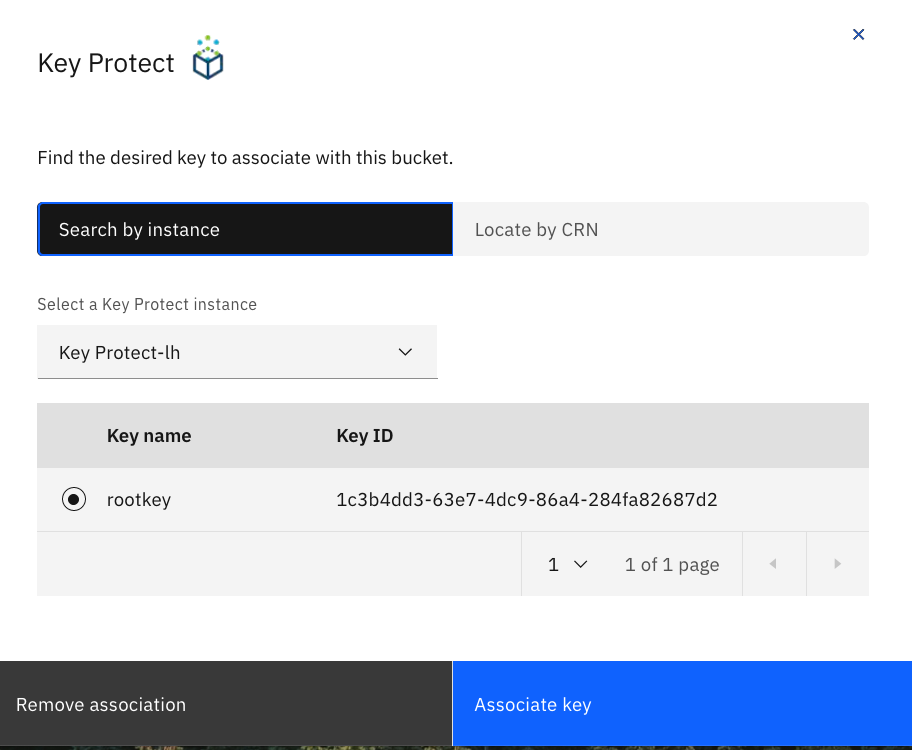 Key Protect
Find the desired key to associate with this bucket.
Search by instance
Locate by CRN
Select a Key Protect instance
Key Protect-lh
Key name Key ID
rootkey 1c3b4dd3-63e7-4dc9-86a4-284fa82687d2
1 1 of 1 page
Remove association
Associate key